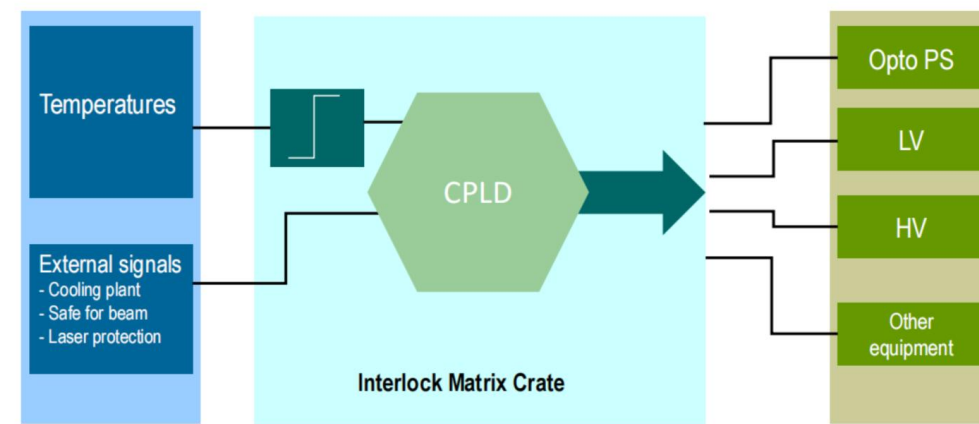 Temperatures
External signals
- Cooling plant
- Safe for beam
- Laser protection
CPLD
Interlock Matrix Crate
Opto PS
LV
HV
Other
equipment